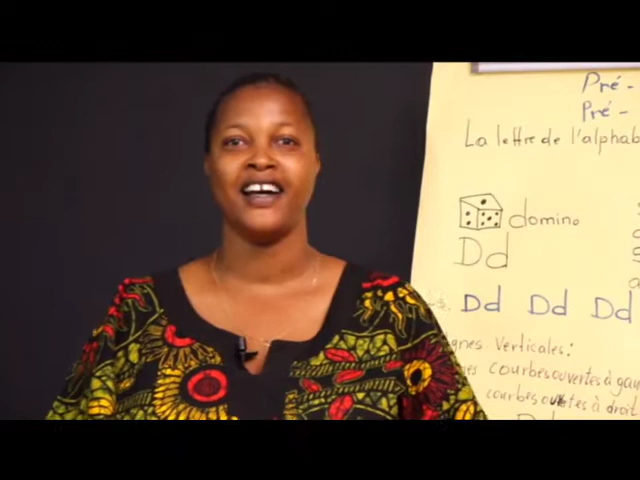 Pré -
Pré -
La lettre de l'alphab
domino
Dd
Dd Dd Dd
gnes verticales:
courbes ouvertes à gau
courbes ouvertes à droit